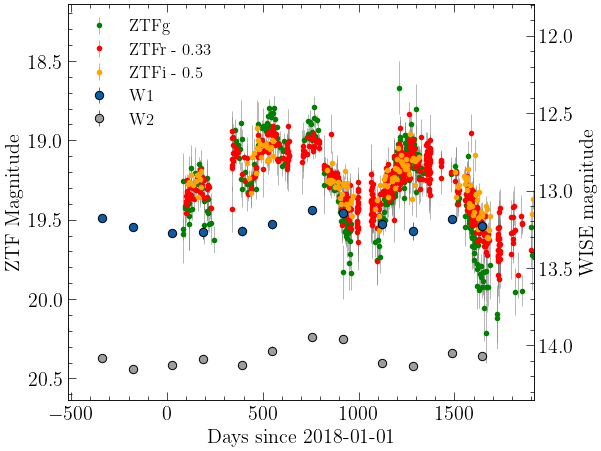 ZTFg
ZTFr - 0.33
ZTFi - 0.5
W1
W2
18.5
19.0
19.5
20.0
20.5
ZTF Magnitude
12.0
12.5
13.0
13.5
14.0
WISE magnitude
−500 0 500 1000 1500
Days since 2018-01-01